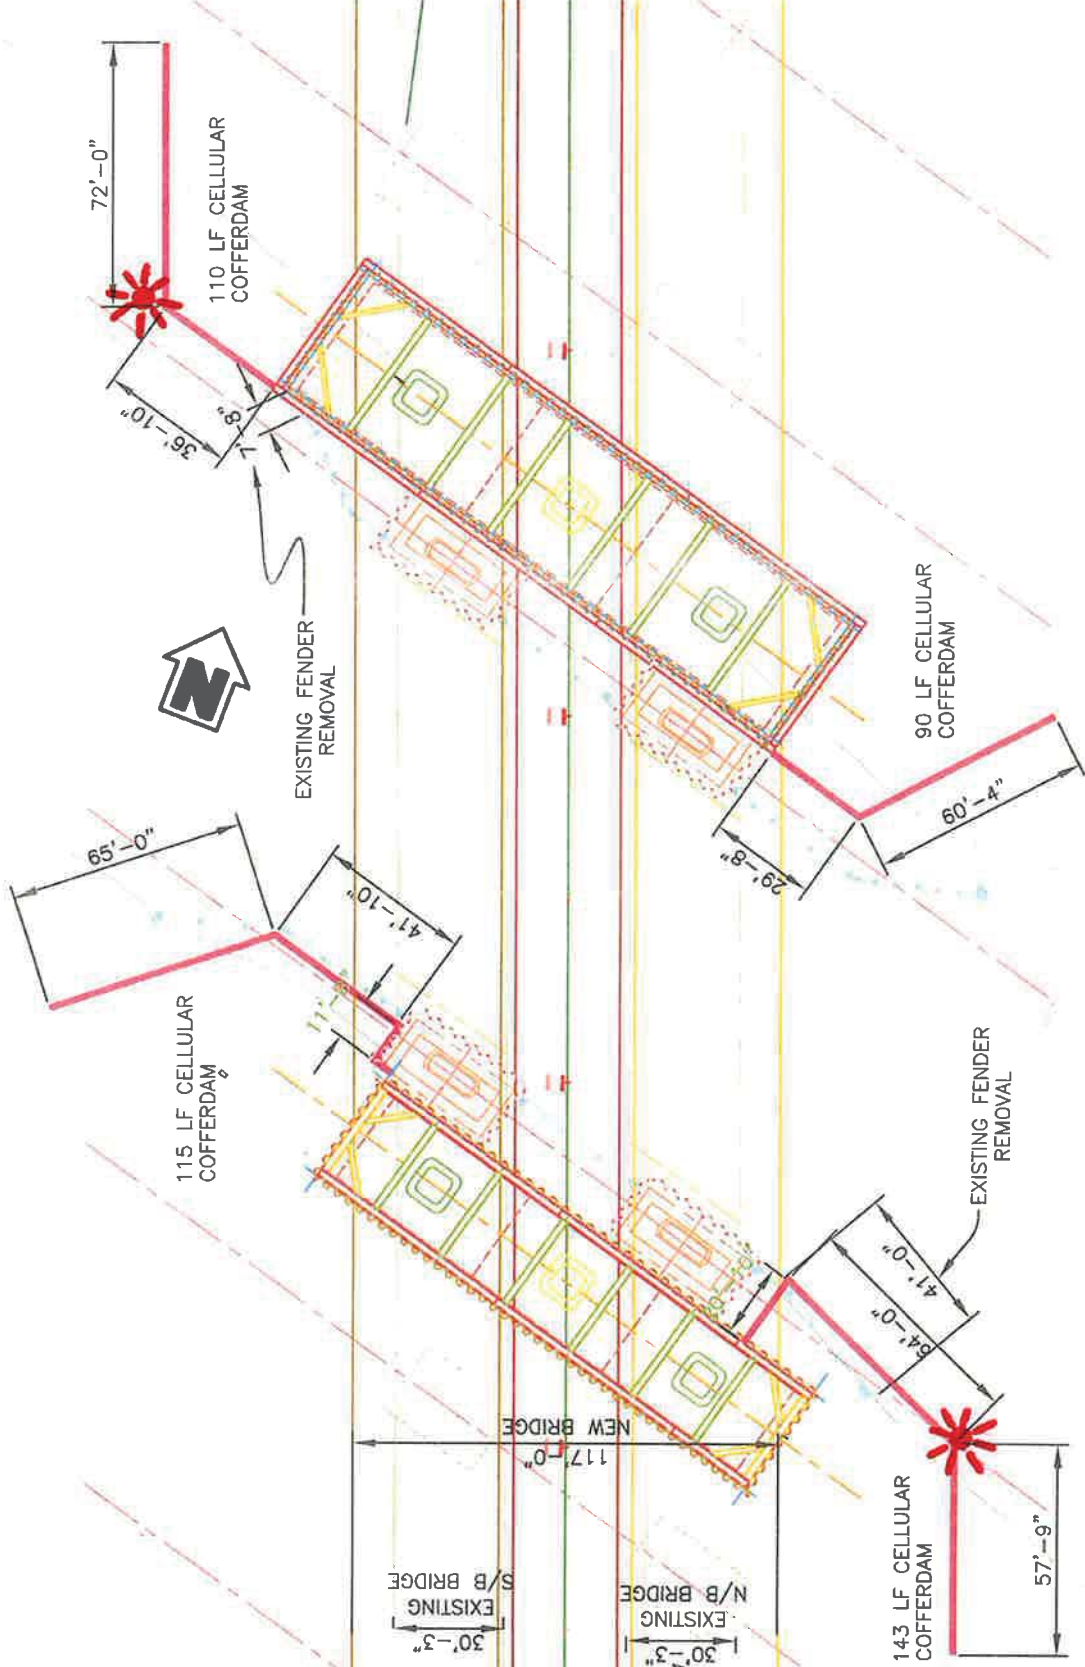 72'-0"
110 LF CELLULAR
COFFERDAM
36'-10"
7'-8"
N
EXISTING FENDER
REMOVAL
90 LF CELLULAR
COFFERDAM
60'-4"
29'-8"
65'-0"
41'-10"
115 LF CELLULAR
COFFERDAM
EXISTING FENDER
REMOVAL
41'-0"
64'-0"
117'-0"
NEW BRIDGE
30'-3"
EXISTING
S/B BRIDGE
30'-3"
EXISTING
N/B BRIDGE
143 LF CELLULAR
COFFERDAM
57'-9"